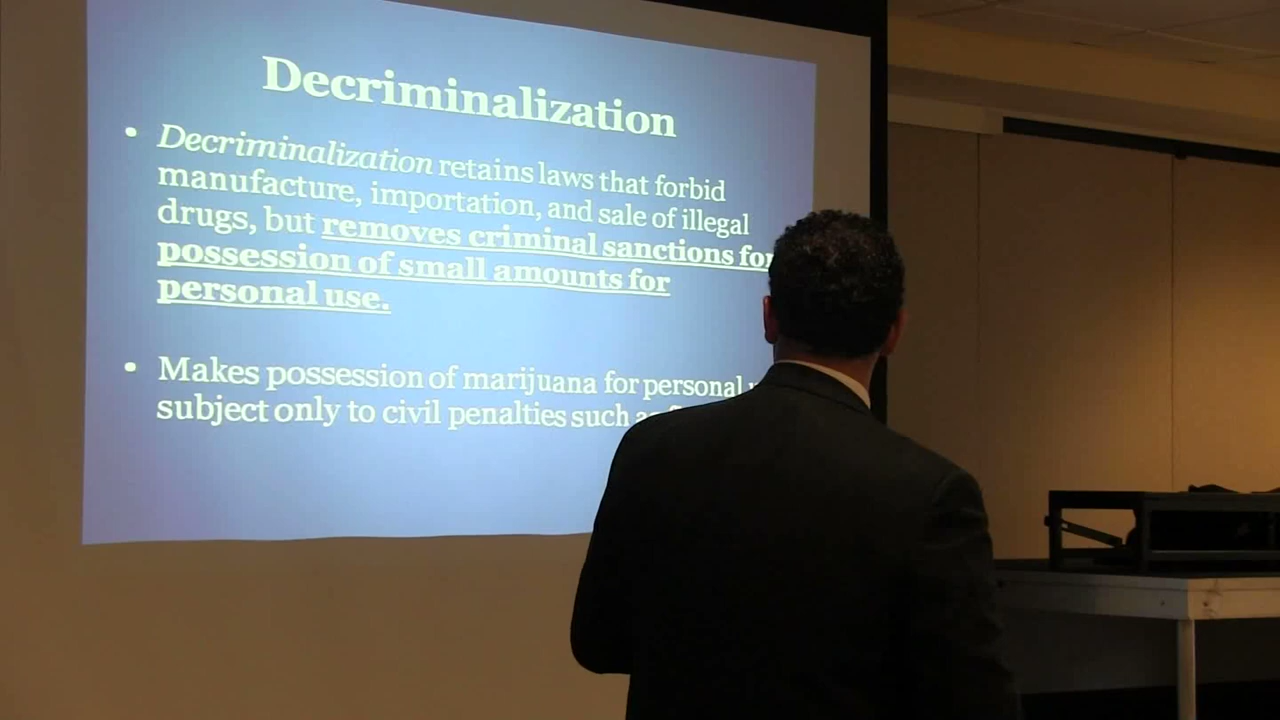 Decriminalization
• Decriminalization retains laws that forbid
manufacture, importation, and sale of illegal
drugs, but removes criminal sanctions for
possession of small amounts for
personal use.
• Makes possession of marijuana for personal
subject only to civil penalties such